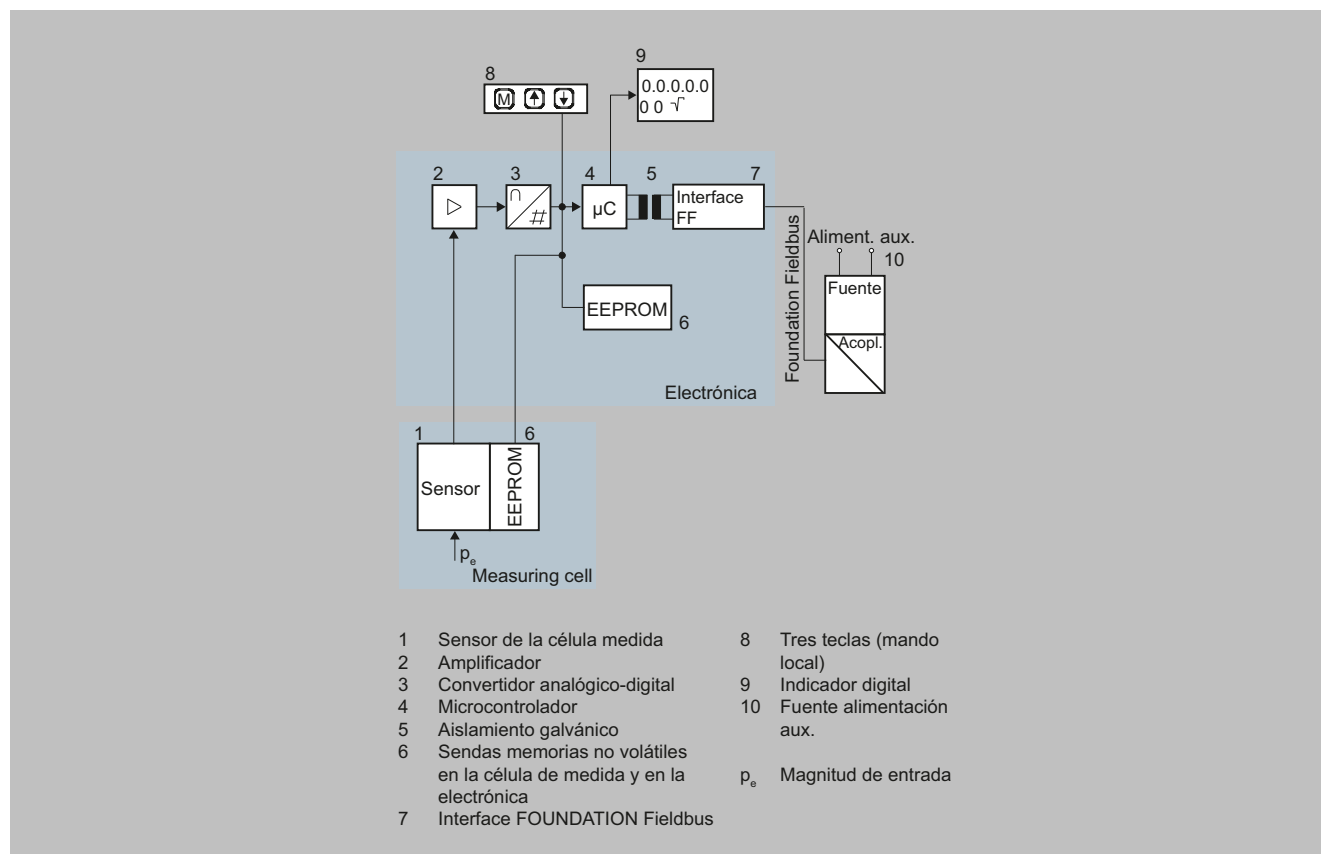 9
8
0.0.0.0.0
0 0 √
M
2
3
4
5
7
∩
#
µC
Interface
FF
Foundation Fieldbus
Aliment. aux.
10
Fuente
Acopl.
EEPROM
6
Electrónica
1
6
Sensor
EEPROM
pe
Measuring cell
1 Sensor de la célula medida
2 Amplificador
3 Convertidor analógico-digital
4 Microcontrolador
5 Aislamiento galvánico
6 Sendas memorias no volátiles
en la célula de medida y en la
electrónica
7 Interface FOUNDATION Fieldbus
8 Tres teclas (mando
local)
9 Indicador digital
10 Fuente alimentación
aux.
pe Magnitud de entrada